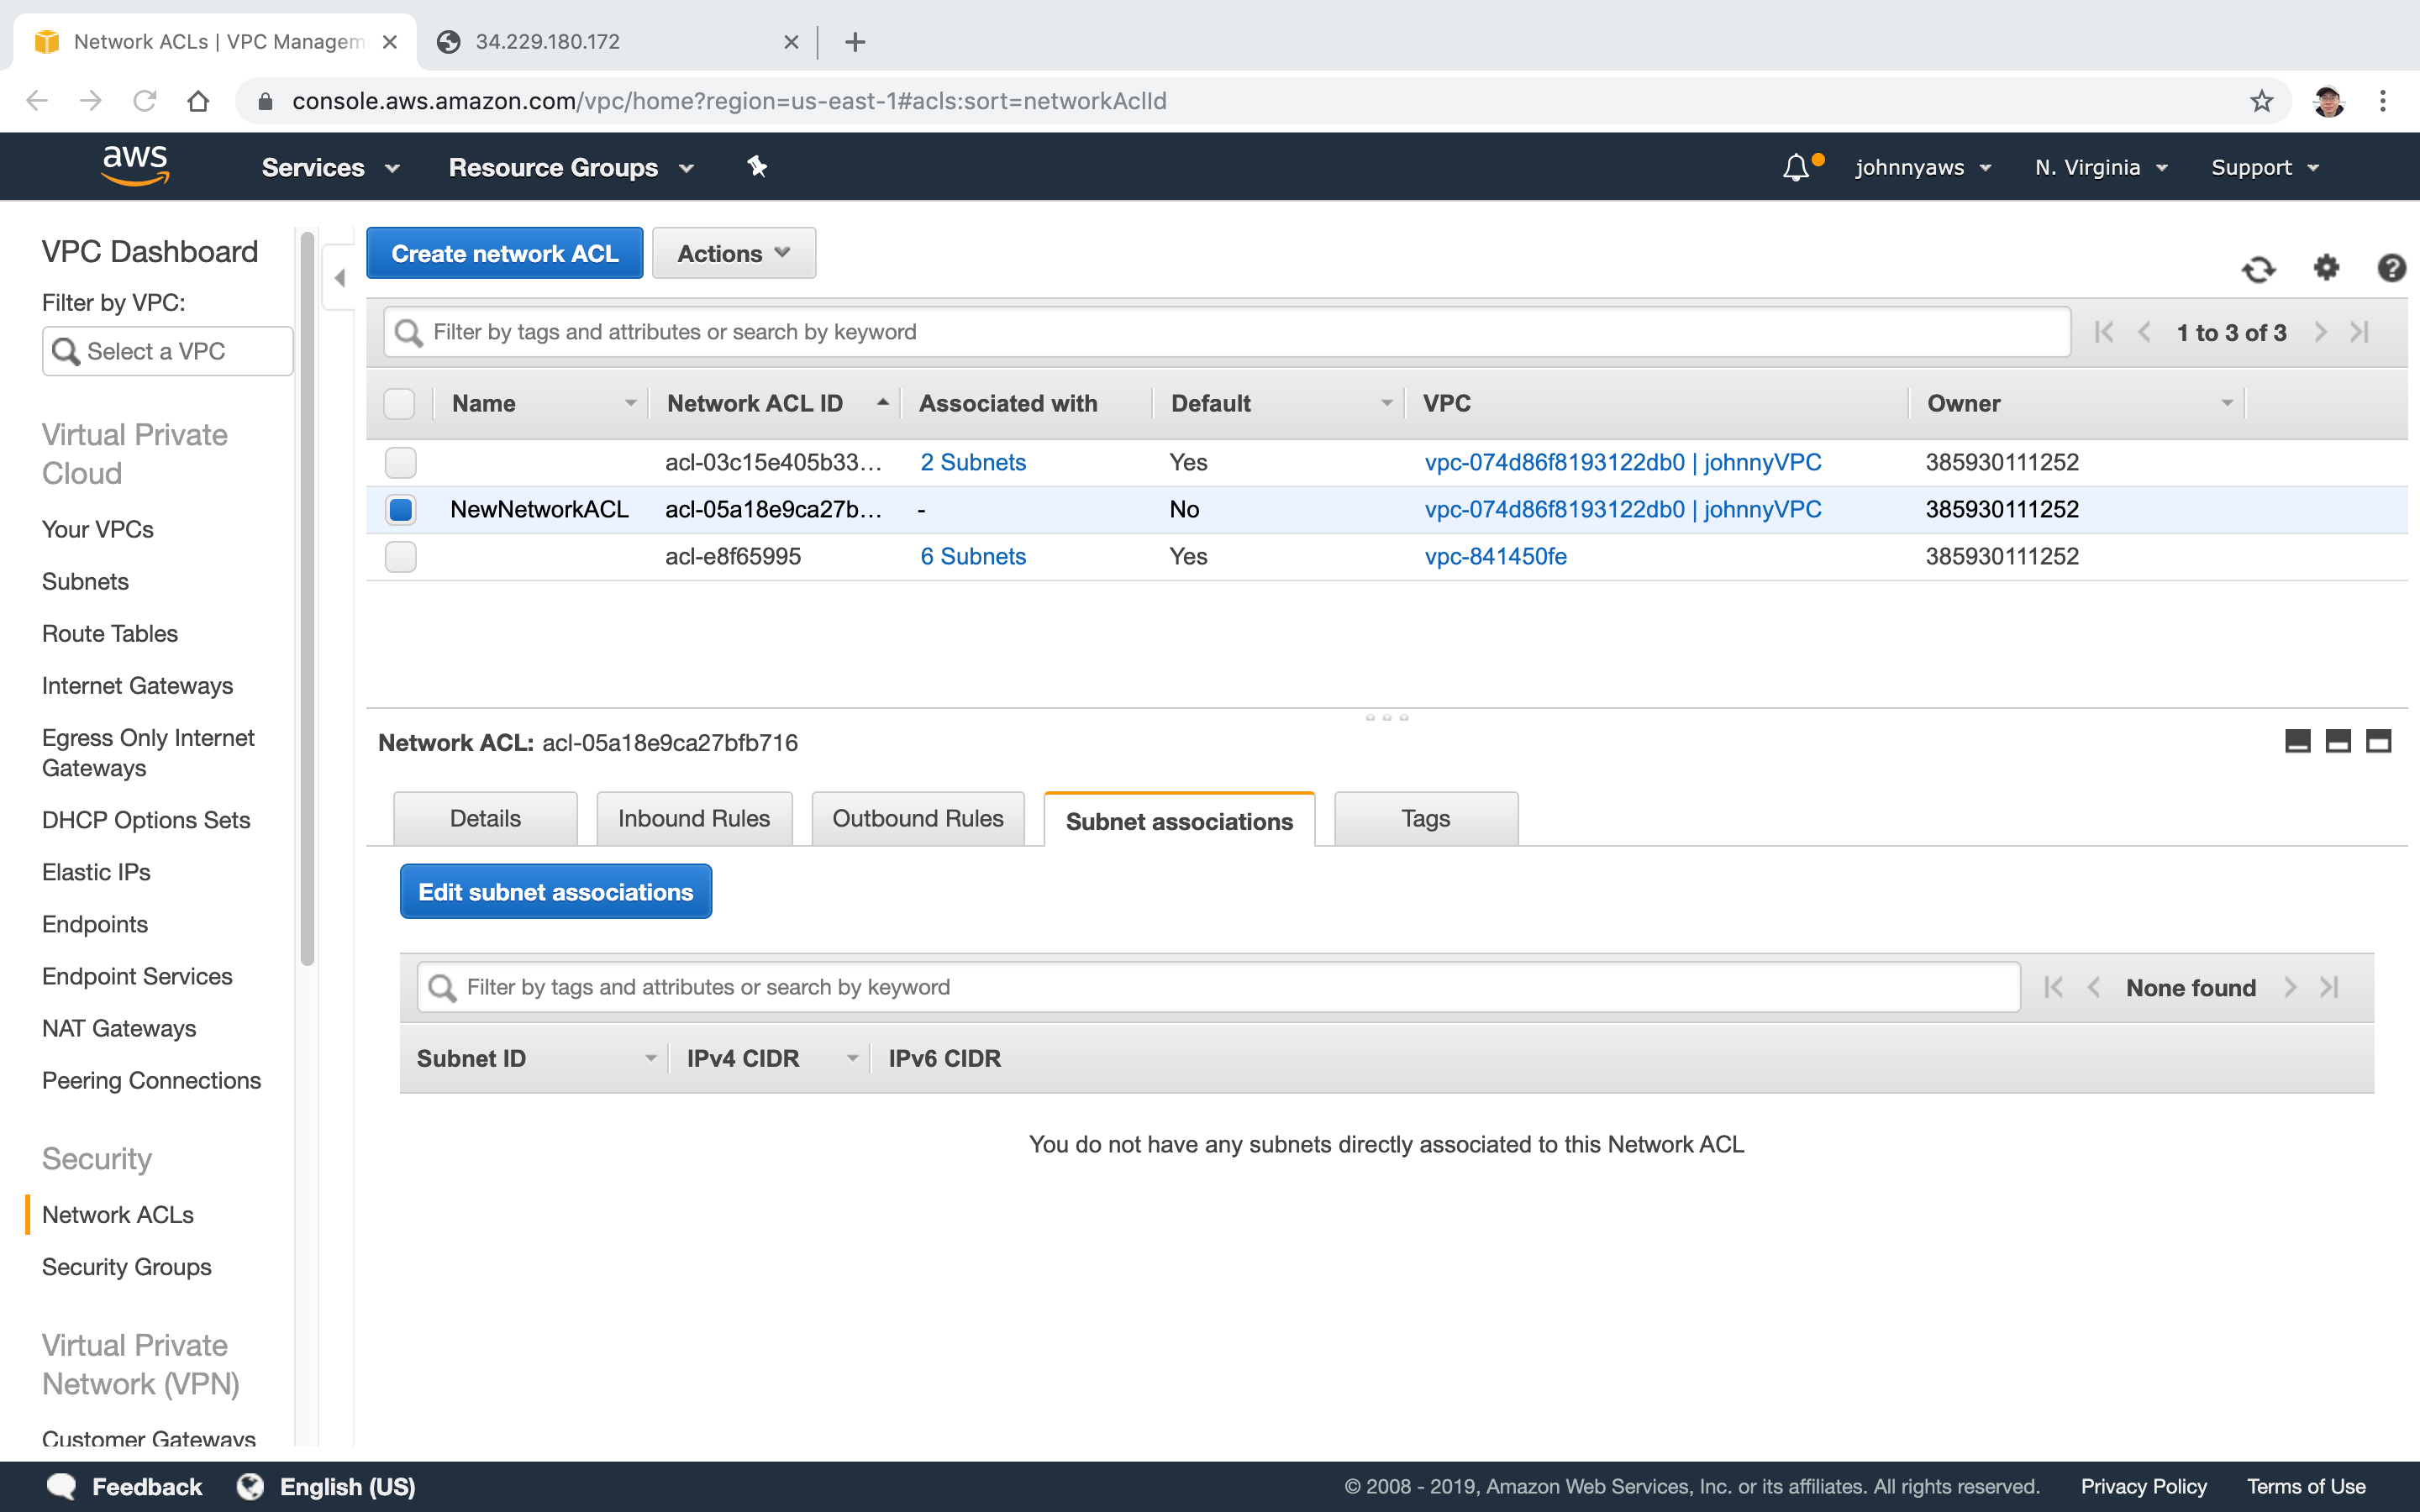 Network ACLs | VPC Managem
34.229.180.172
console.aws.amazon.com/vpc/home?region=us-east-1#acls:sort=networkAclId
aws
Services
Resource Groups
johnnyaws
N. Virginia
Support
VPC Dashboard
Filter by VPC:
Select a VPC
Virtual Private
Cloud
Your VPCs
Subnets
Route Tables
Internet Gateways
Egress Only Internet
Gateways
DHCP Options Sets
Elastic IPs
Endpoints
Endpoint Services
NAT Gateways
Peering Connections
Security
Network ACLs
Security Groups
Virtual Private
Network (VPN)
Customer Gateways
Create network ACL
Actions
Filter by tags and attributes or search by keyword
1 to 3 of 3
Name Network ACL ID Associated with Default VPC Owner
acl-03c15e405b33... 2 Subnets Yes vpc-074d86f8193122db0 | johnnyVPC 385930111252
NewNetworkACL acl-05a18e9ca27b... - No vpc-074d86f8193122db0 | johnnyVPC 385930111252
acl-e8f65995 6 Subnets Yes vpc-841450fe 385930111252
Network ACL: acl-05a18e9ca27bfb716
Details
Inbound Rules
Outbound Rules
Subnet associations
Tags
Edit subnet associations
Filter by tags and attributes or search by keyword
None found
Subnet ID IPv4 CIDR IPv6 CIDR
You do not have any subnets directly associated to this Network ACL
Feedback
English (US)
© 2008 - 2019, Amazon Web Services, Inc. or its affiliates. All rights reserved.
Privacy Policy
Terms of Use